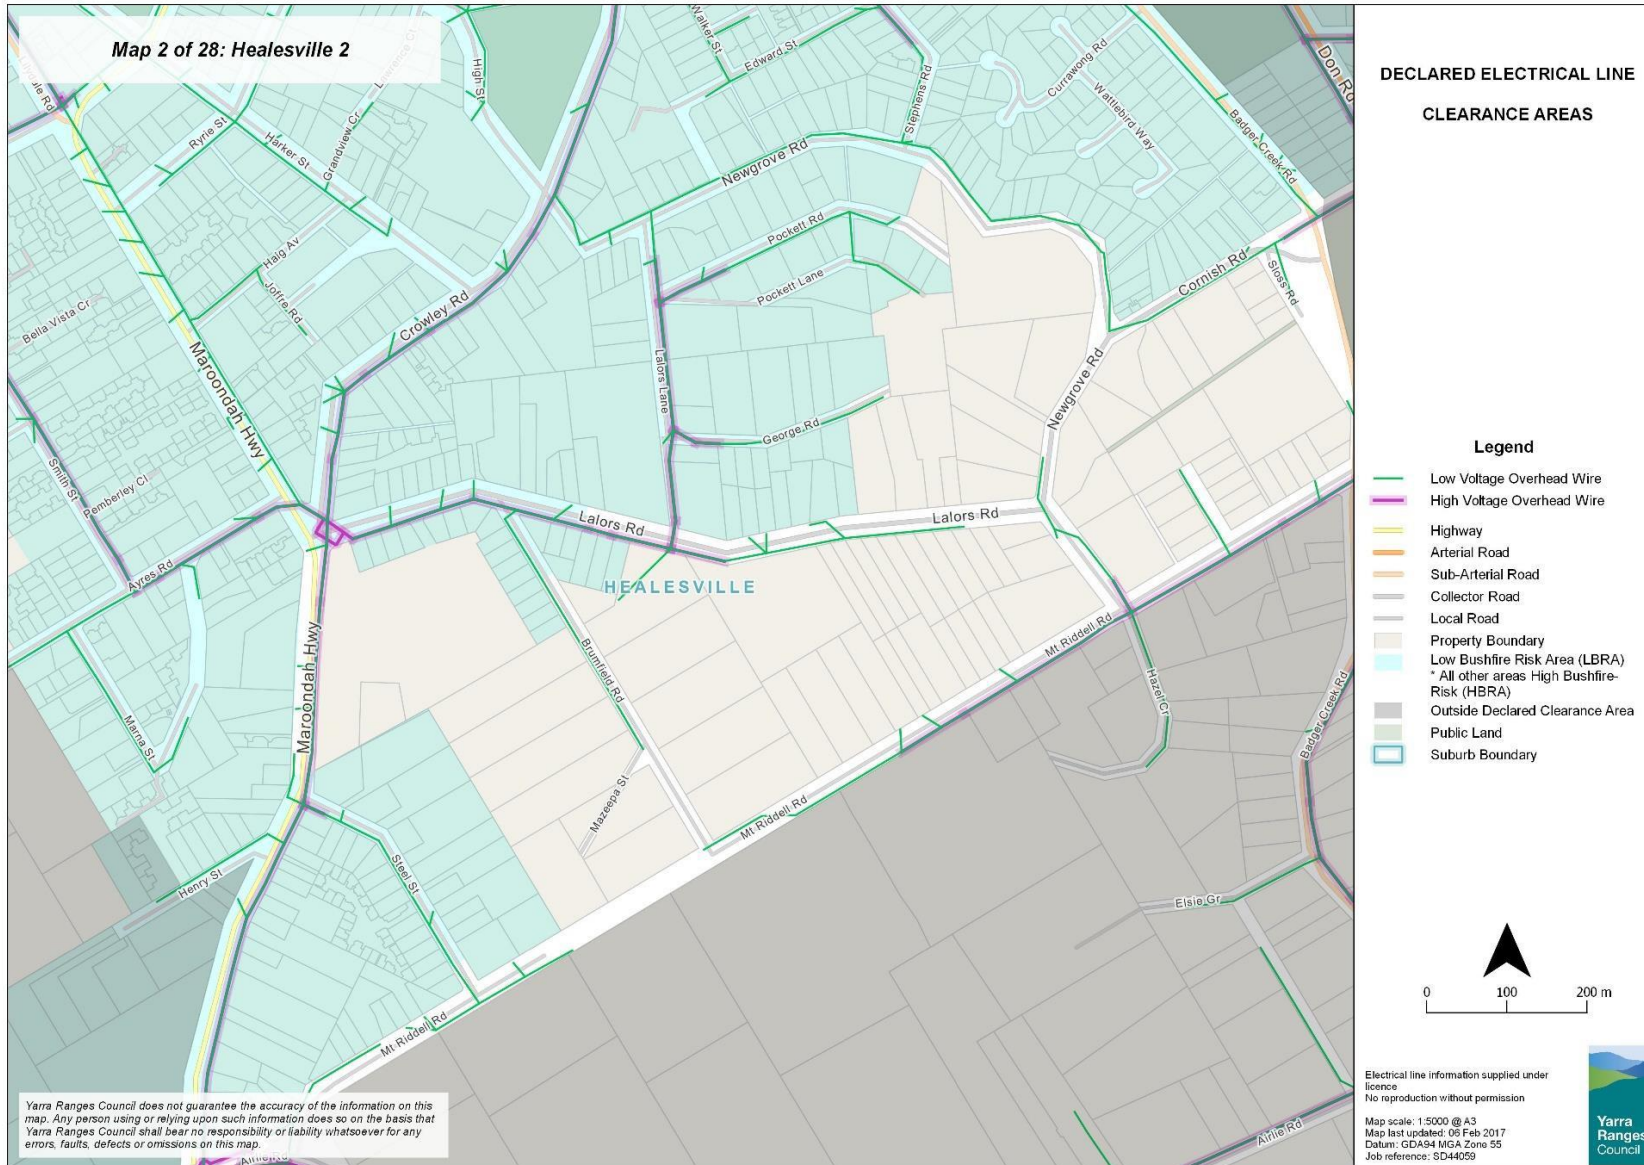 Map 2 of 28: Healesville 2
DECLARED ELECTRICAL LINE
CLEARANCE AREAS
Legend
Low Voltage Overhead Wire
High Voltage Overhead Wire
Highway
Arterial Road
Sub-Arterial Road
Collector Road
Local Road
Property Boundary
Low Bushfire Risk Area (LBRA)
* All other areas High Bushfire-
Risk (HBRA)
Outside Declared Clearance Area
Public Land
Suburb Boundary
0 100 200 m
Electrical line information supplied under
licence
No reproduction without permission
Map scale: 1:5000 @ A3
Map last updated: 06 Feb 2017
Datum: GDA94 MGA Zone 55
Job reference: SD44059
Yarra
Ranges
Council
Walker St
Edward St
High St
Stephens Rd
Currawong Rd
Wattlebird Way
Badger Creek Rd
Don Rd
Ryrie St
Harker St
Grandview Cr
Newgrove Rd
Pockett Rd
Pockett Lane
Haig Av
Joffre Rd
Bella Vista Cr
Crowley Rd
Cornish Rd
Sloss Rd
Maroondah Hwy
Lalors Lane
George Rd
Newgrove Rd
Smith St
Pemberley Cl
Ayres Rd
Lalors Rd
Lalors Rd
HEALESVILLE
Brumfield Rd
Mt Riddell Rd
Hazel Cr
Badger Creek Rd
Maroondah Hwy
Marna St
Mazeepa St
Mt Riddell Rd
Steel St
Henry St
Elsie Gr
Mt Riddell Rd
Airlie Rd
Airlie Rd
Yarra Ranges Council does not guarantee the accuracy of the information on this
map. Any person using or relying upon such information does so on the basis that
Yarra Ranges Council shall bear no responsibility or liability whatsoever for any
errors, faults, defects or omissions on this map.